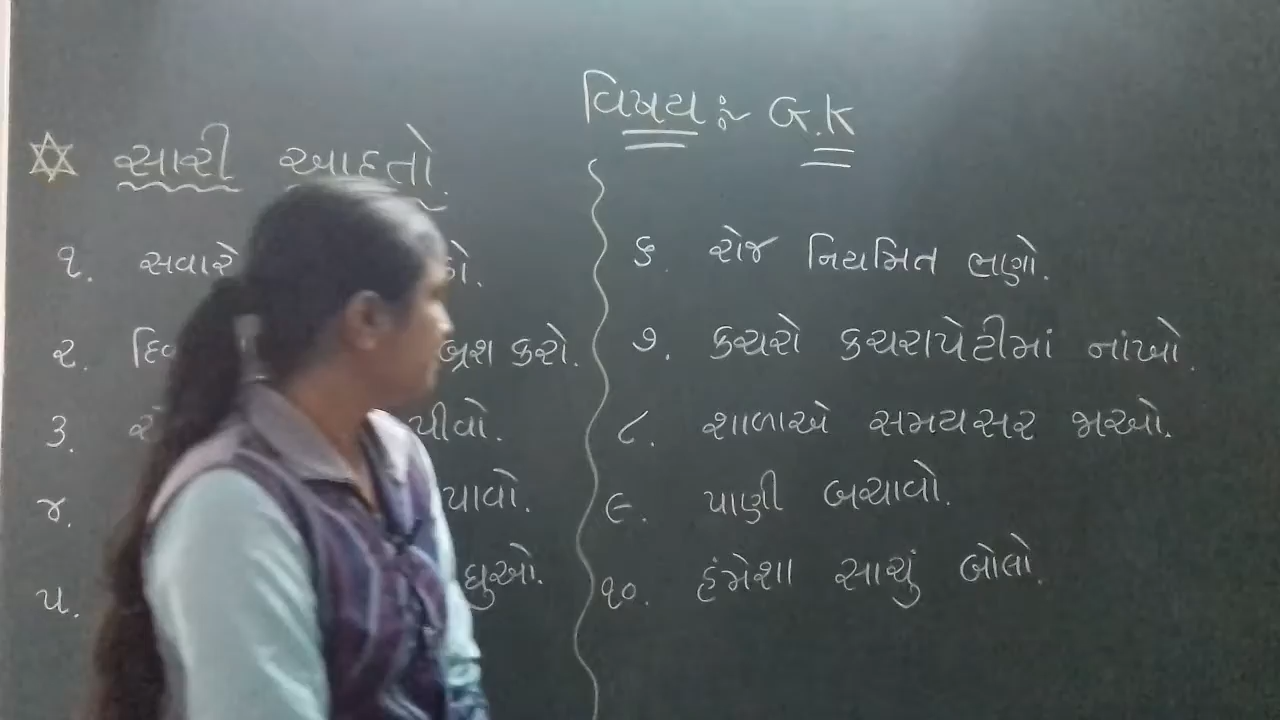 વિષય :~ G.K
સારી આદતો.
૧. સવારે
૨. બ્રશ કરો.
૩. પીવો.
૪.
૫. ધુઓ.
૬. રોજ નિયમિત ભણો.
૭. કચરો કચરાપેટીમાં નાંખો.
૮. શાળાએ સમયસર જાઓ.
૯. પાણી બચાવો.
૧૦. હંમેશા સાચું બોલો.